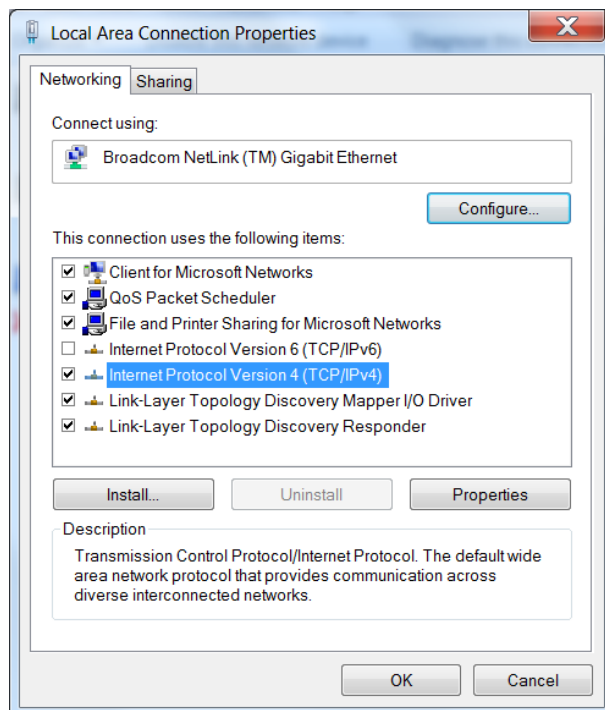 Local Area Connection Properties
Networking
Sharing
Connect using:
Broadcom NetLink (TM) Gigabit Ethernet
Configure...
This connection uses the following items:
Client for Microsoft Networks
QoS Packet Scheduler
File and Printer Sharing for Microsoft Networks
Internet Protocol Version 6 (TCP/IPv6)
Internet Protocol Version 4 (TCP/IPv4)
Link-Layer Topology Discovery Mapper I/O Driver
Link-Layer Topology Discovery Responder
Install...
Uninstall
Properties
Description
Transmission Control Protocol/Internet Protocol. The default wide
area network protocol that provides communication across
diverse interconnected networks.
OK
Cancel